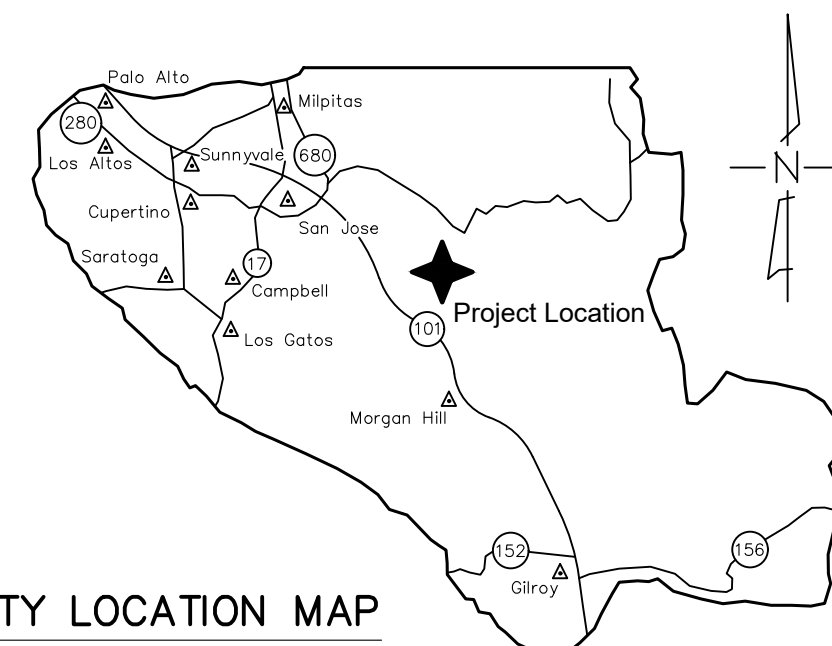 Palo Alto
Milpitas
280
N
Sunnyvale
680
Los Altos
Cupertino
San Jose
Saratoga
17
Campbell
Project Location
101
Los Gatos
Morgan Hill
152
156
Gilroy
TY LOCATION MAP